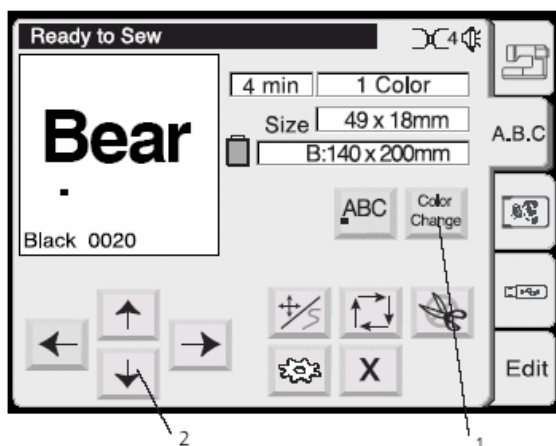 Ready to Sew
4
4 min
1 Color
Size
49 x 18mm
B:140 x 200mm
Bear
Black 0020
ABC
Color
Change
X
A.B.C
Edit
2
1